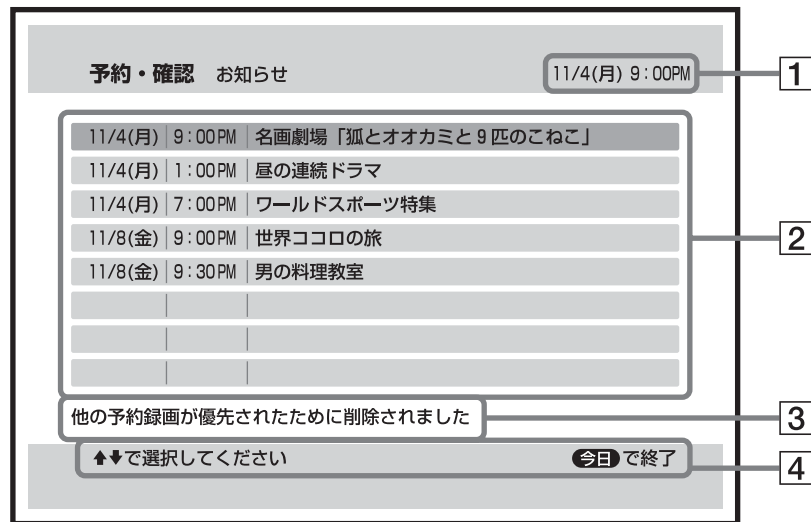 予約・確認 お知らせ 11/4(月) 9:00PM
1
11/4(月) 9:00PM 名画劇場「狐とオオカミと9匹のこねこ」
11/4(月) 1:00PM 昼の連続ドラマ
11/4(月) 7:00PM ワールドスポーツ特集
11/8(金) 9:00PM 世界ココロの旅
2
11/8(金) 9:30PM 男の料理教室
他の予約録画が優先されたために削除されました
3
↑↓で選択してください 今日で終了
4